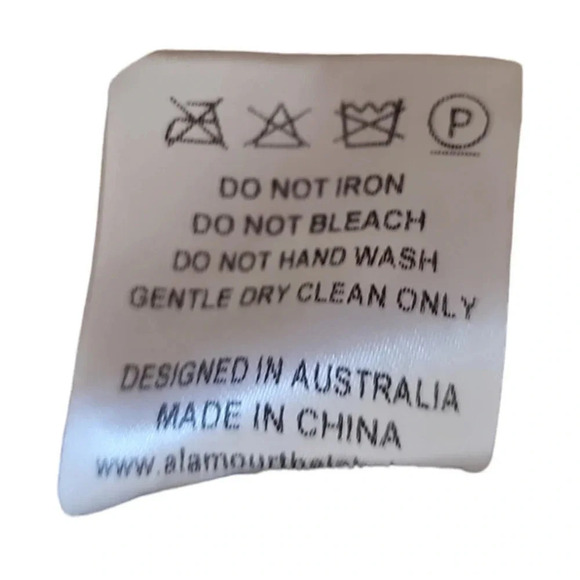 P
DO NOT IRON
DO NOT BLEACH
DO NOT HAND WASH
GENTLE DRY CLEAN ONLY
DESIGNED IN AUSTRALIA
MADE IN CHINA